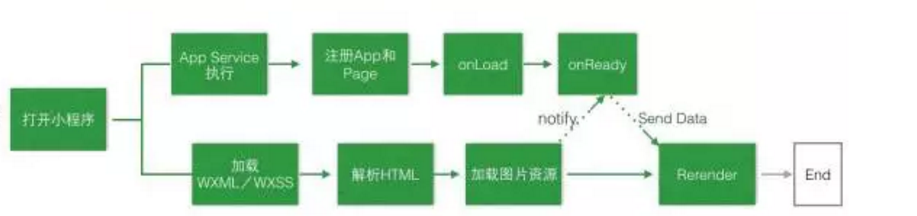 App Service
执行
注册App和
Page
onLoad
onReady
打开小程序
notify
Send Data
加载
WXML／WXSS
解析HTML
加载图片资源
Rerender
End